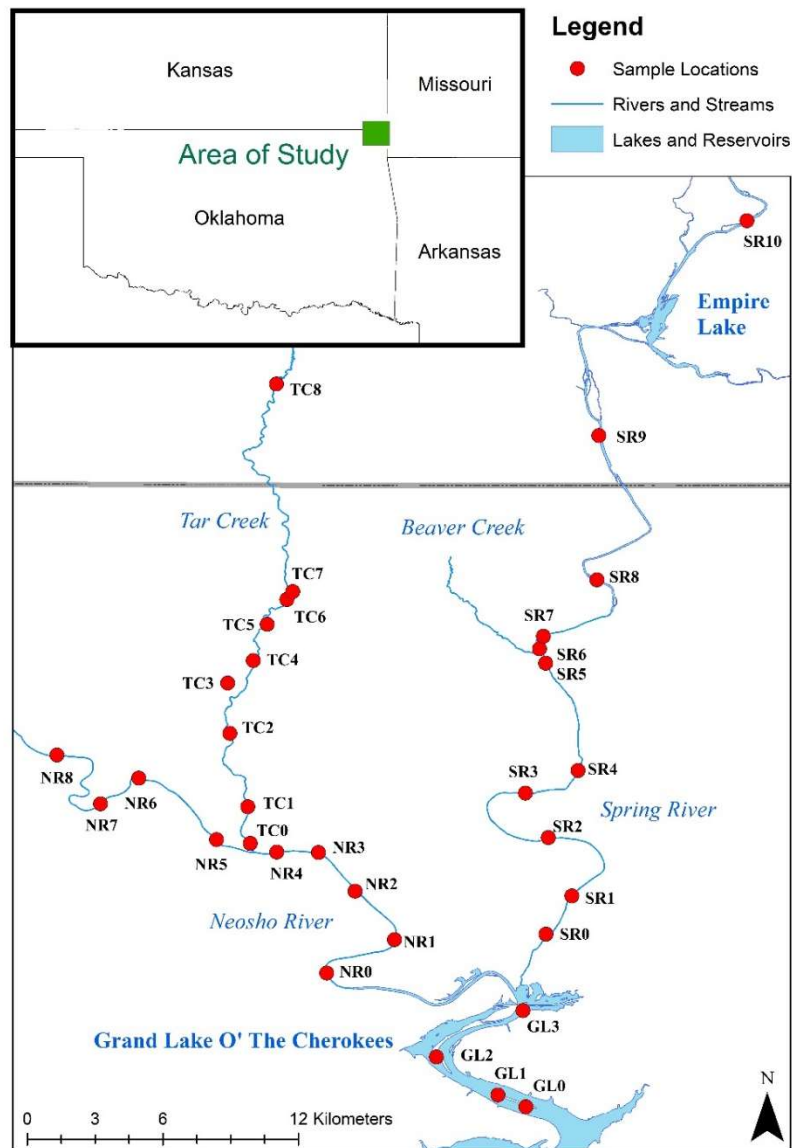 Legend
Sample Locations
Rivers and Streams
Lakes and Reservoirs
Kansas
Missouri
Area of Study
Oklahoma
Arkansas
SR10
Empire
Lake
TC8
SR9
Tar Creek
Beaver Creek
TC7
SR8
TC6
TC5
SR7
SR6
TC4
SR5
TC3
TC2
SR4
NR8
NR6
SR3
NR7
TC1
Spring River
SR2
TC0
NR5
NR4
NR3
NR2
SR1
Neosho River
NR1
SR0
NR0
GL3
Grand Lake O' The Cherokees
GL2
GL1
GL0
N
0 3 6 12 Kilometers